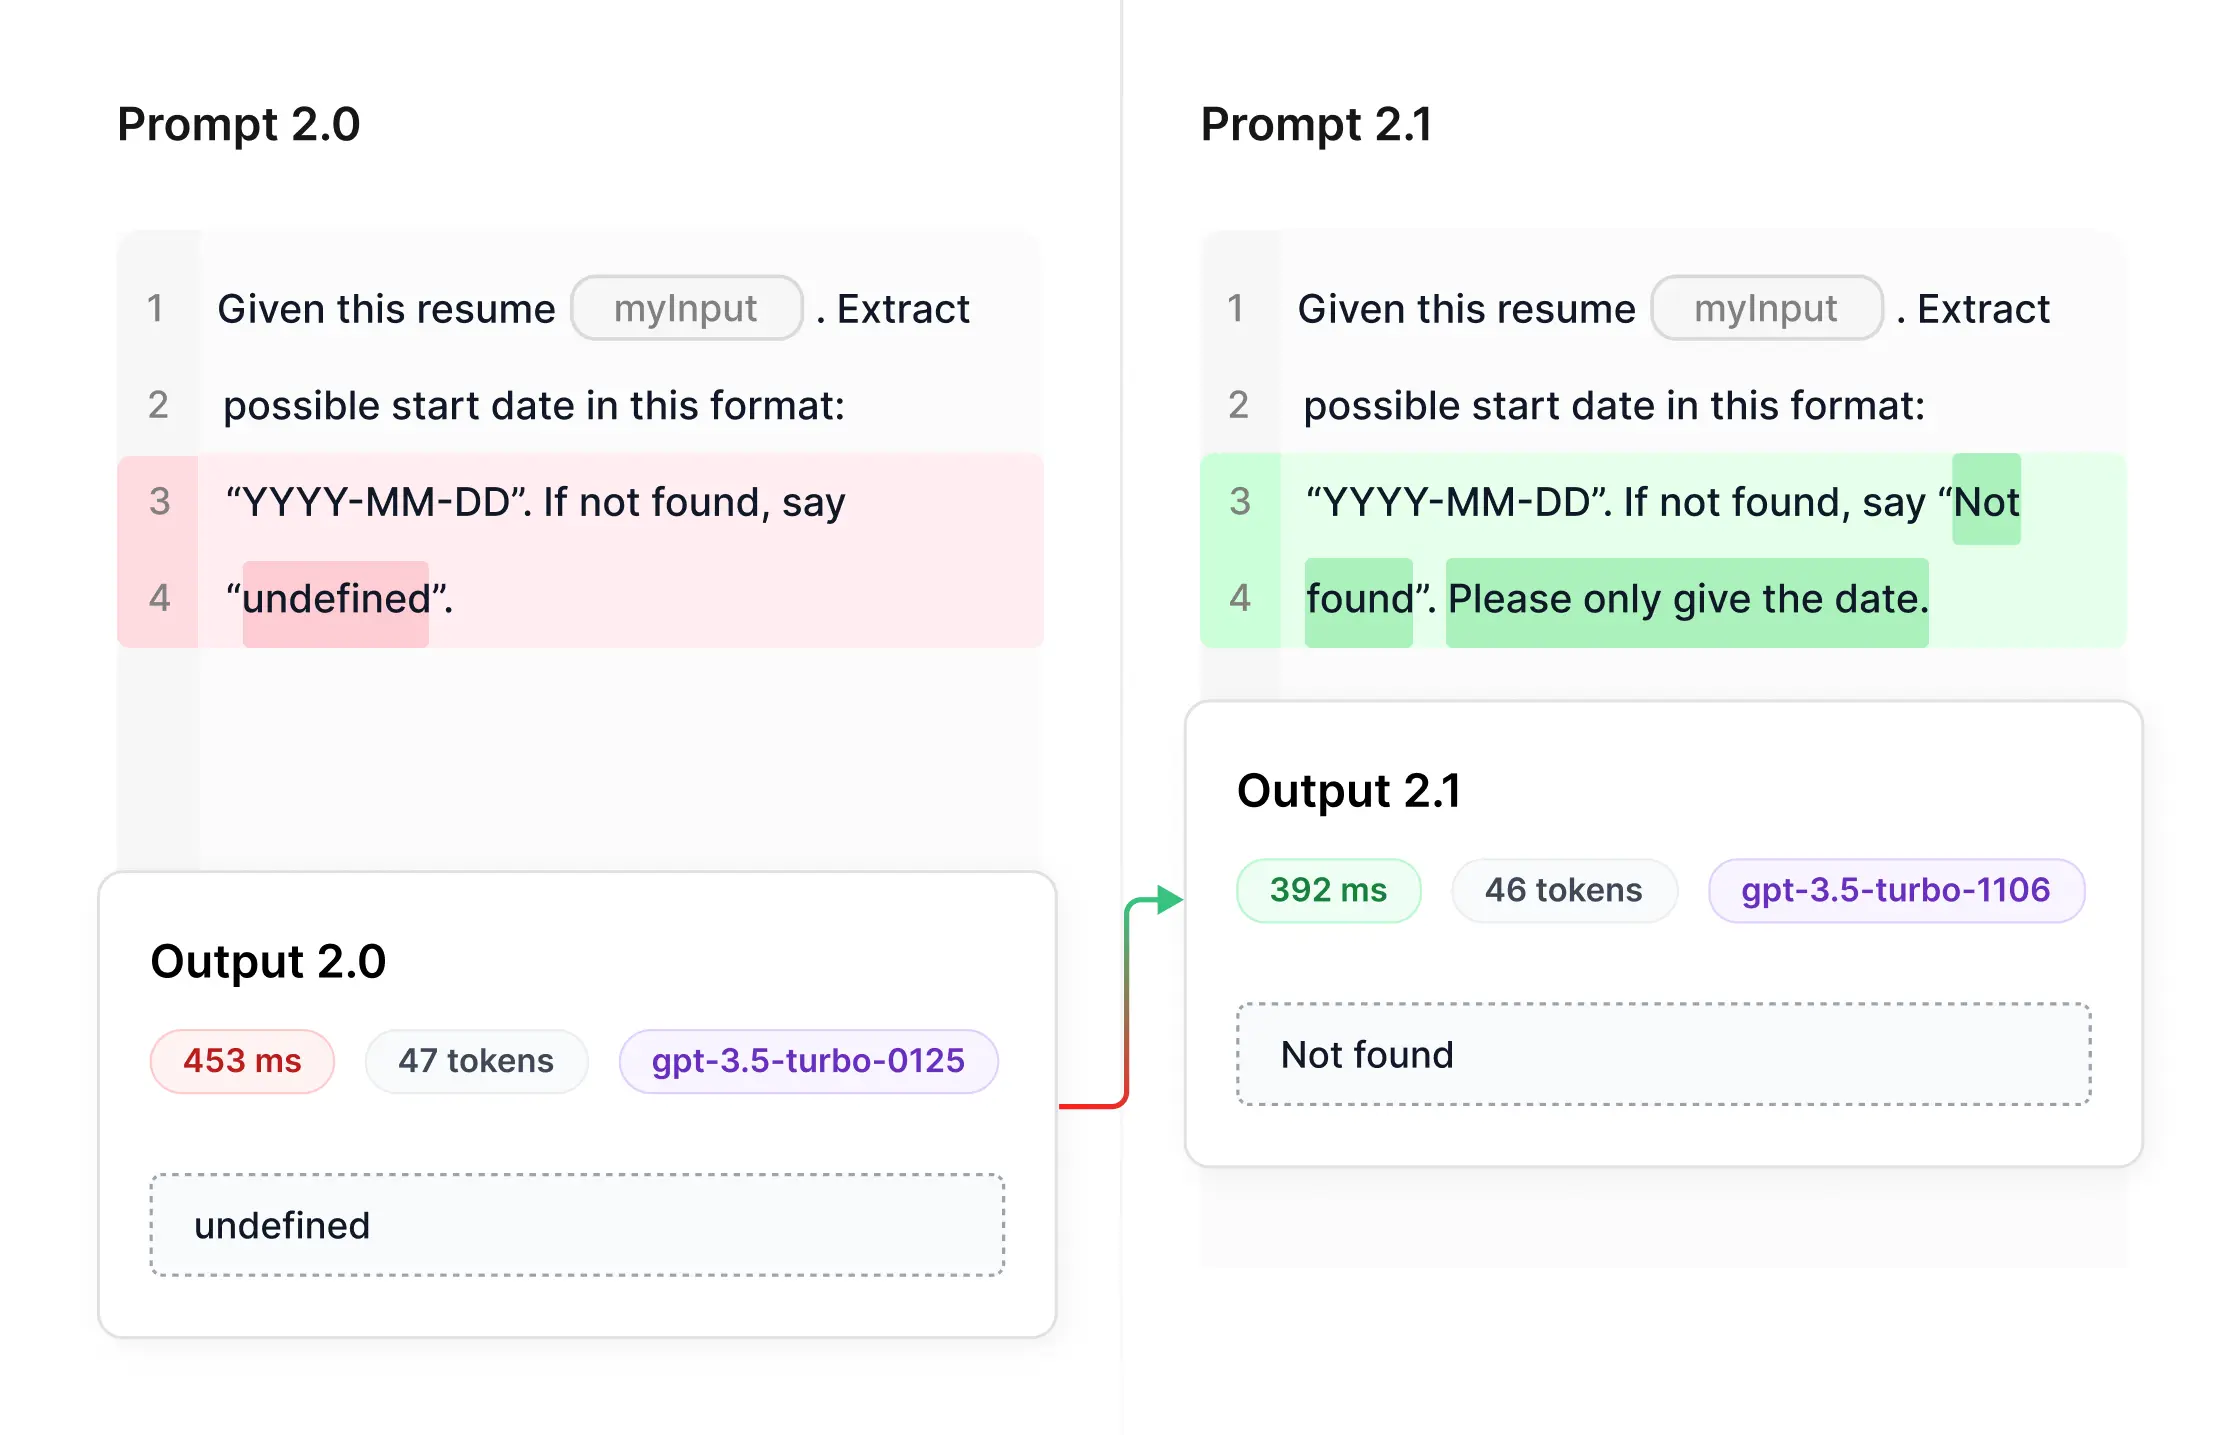 Prompt 2.0
1 Given this resume myInput . Extract
2 possible start date in this format:
3 “YYYY-MM-DD”. If not found, say
4 “undefined”.
Output 2.0
453 ms 47 tokens gpt-3.5-turbo-0125
undefined
Prompt 2.1
1 Given this resume myInput . Extract
2 possible start date in this format:
3 “YYYY-MM-DD”. If not found, say “Not
4 found”. Please only give the date.
Output 2.1
392 ms 46 tokens gpt-3.5-turbo-1106
Not found